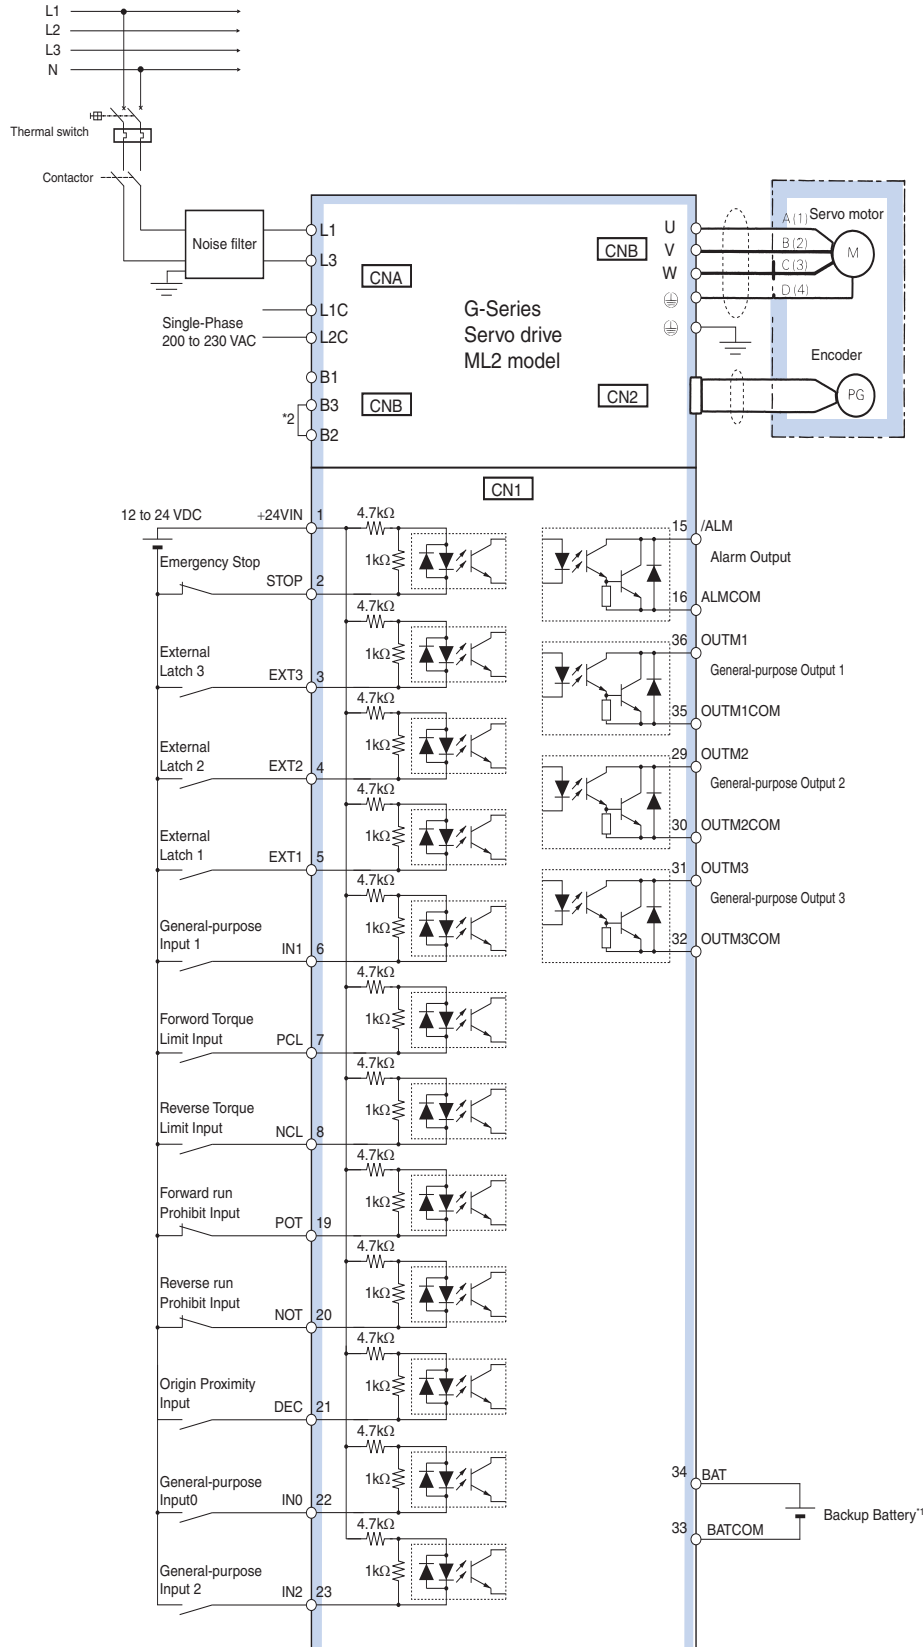 L1
L2
L3
N
Thermal switch
Contactor
Noise filter
L1
L3
CNA
Single-Phase
200 to 230 VAC
L1C
L2C
B1
*2
B3
B2
CNB
G-Series
Servo drive
ML2 model
U
V
W
CNB
CN2
A (1)
B (2)
C (3)
D (4)
Servo motor
M
Encoder
PG
CN1
12 to 24 VDC
+24VIN
1
4.7kΩ
1kΩ
Emergency Stop
STOP
2
4.7kΩ
1kΩ
External
Latch 3
EXT3
3
4.7kΩ
1kΩ
External
Latch 2
EXT2
4
4.7kΩ
1kΩ
External
Latch 1
EXT1
5
4.7kΩ
1kΩ
General-purpose
Input 1
IN1
6
4.7kΩ
1kΩ
Forword Torque
Limit Input
PCL
7
4.7kΩ
1kΩ
Reverse Torque
Limit Input
NCL
8
4.7kΩ
1kΩ
Forward run
Prohibit Input
POT
19
4.7kΩ
1kΩ
Reverse run
Prohibit Input
NOT
20
4.7kΩ
1kΩ
Origin Proximity
Input
DEC
21
4.7kΩ
1kΩ
General-purpose
Input0
IN0
22
4.7kΩ
1kΩ
General-purpose
Input 2
IN2
23
15
/ALM
Alarm Output
16
ALMCOM
36
OUTM1
General-purpose Output 1
35
OUTM1COM
29
OUTM2
General-purpose Output 2
30
OUTM2COM
31
OUTM3
General-purpose Output 3
32
OUTM3COM
34
BAT
Backup Battery*1
33
BATCOM